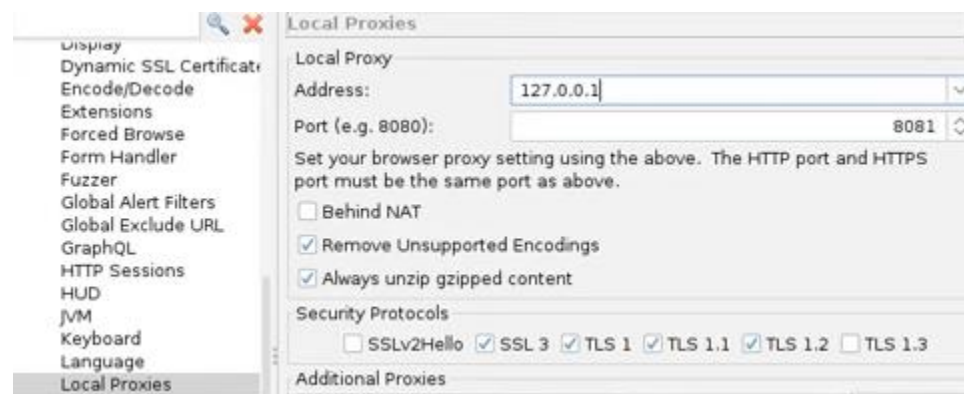 Display
Dynamic SSL Certificate
Encode/Decode
Extensions
Forced Browse
Form Handler
Fuzzer
Global Alert Filters
Global Exclude URL
GraphQL
HTTP Sessions
HUD
JVM
Keyboard
Language
Local Proxies
Local Proxies
Local Proxy
Address: 127.0.0.1
Port (e.g. 8080): 8081
Set your browser proxy setting using the above. The HTTP port and HTTPS
port must be the same port as above.
Behind NAT
Remove Unsupported Encodings
Always unzip gzipped content
Security Protocols
SSLv2Hello SSL 3 TLS 1 TLS 1.1 TLS 1.2 TLS 1.3
Additional Proxies